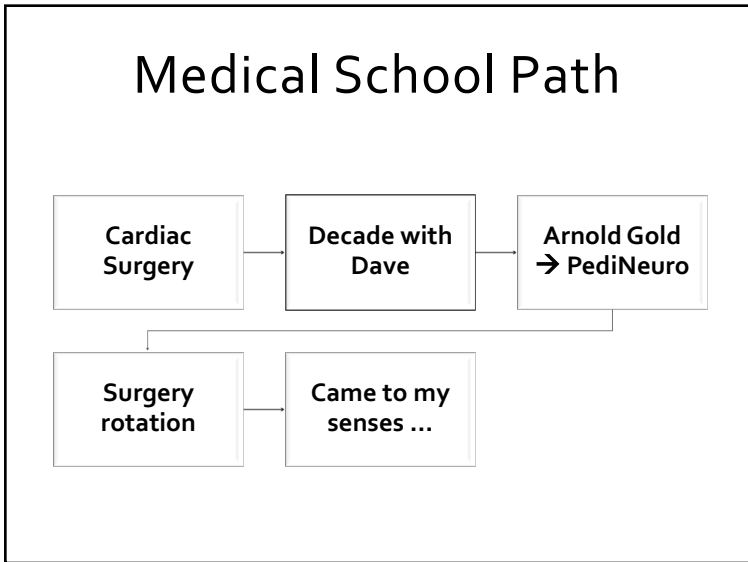 Medical School Path
Cardiac
Surgery
Decade with
Dave
Arnold Gold
→ PediNeuro
Surgery
rotation
Came to my
senses ...